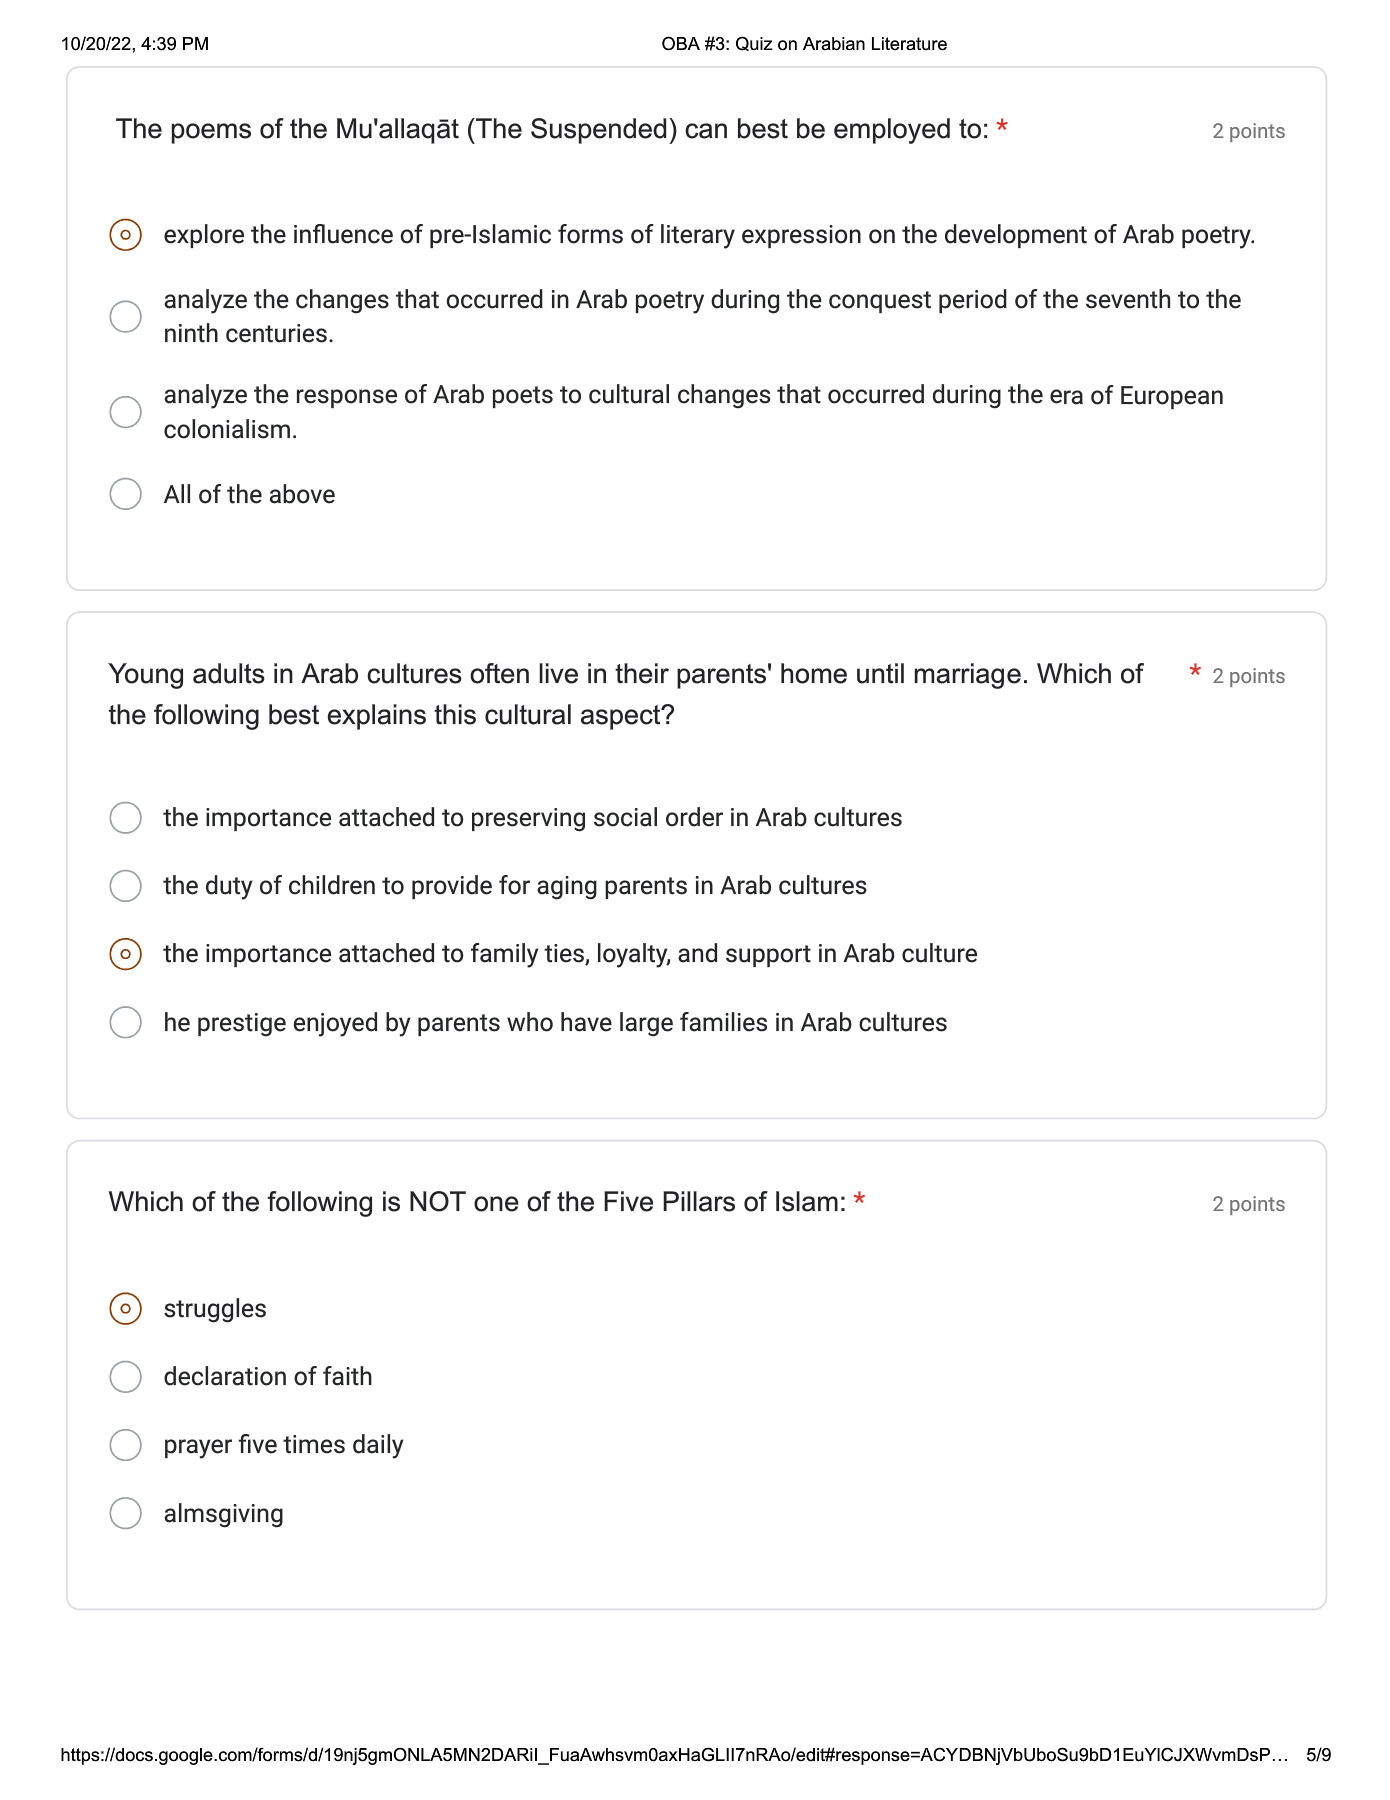 10/20/22, 4:39 PM
OBA #3: Quiz on Arabian Literature
The poems of the Mu'allaqāt (The Suspended) can best be employed to: *
2 points
explore the influence of pre-Islamic forms of literary expression on the development of Arab poetry.
analyze the changes that occurred in Arab poetry during the conquest period of the seventh to the
ninth centuries.
analyze the response of Arab poets to cultural changes that occurred during the era of European
colonialism.
All of the above
Young adults in Arab cultures often live in their parents' home until marriage. Which of
* 2 points
the following best explains this cultural aspect?
the importance attached to preserving social order in Arab cultures
the duty of children to provide for aging parents in Arab cultures
the importance attached to family ties, loyalty, and support in Arab culture
he prestige enjoyed by parents who have large families in Arab cultures
Which of the following is NOT one of the Five Pillars of Islam: *
2 points
struggles
declaration of faith
prayer five times daily
almsgiving
https://docs.google.com/forms/d/19nj5gmONLA5MN2DARil_FuaAwhsvm0axHaGLII7nRAo/edit#response=ACYDBNjVbUboSu9bD1EuYlCJXWvmDsP…
5/9